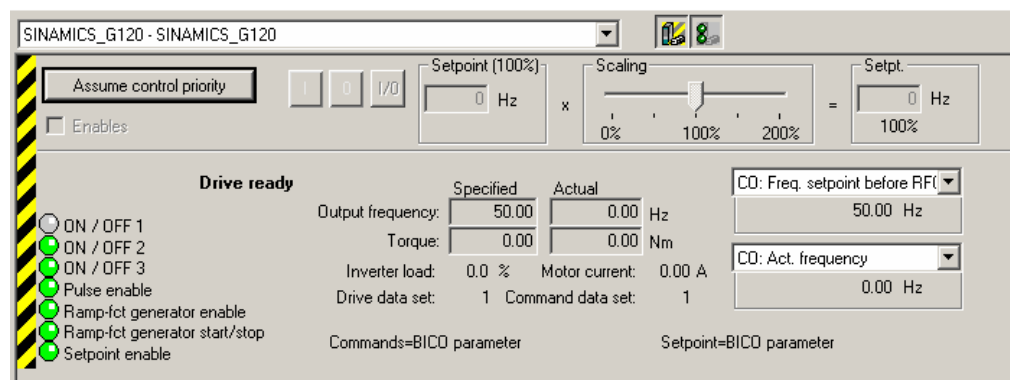 SINAMICS_G120 - SINAMICS_G120
Assume control priority
I 0 I/0
Setpoint (100%)
0 Hz
x
Scaling
0% 100% 200%
=
Setpt.
0 Hz
100%
Enables
Drive ready
Specified Actual
Output frequency: 50.00 0.00 Hz
Torque: 0.00 0.00 Nm
Inverter load: 0.0 % Motor current: 0.00 A
Drive data set: 1 Command data set: 1
Commands=BICO parameter Setpoint=BICO parameter
ON / OFF 1
ON / OFF 2
ON / OFF 3
Pulse enable
Ramp-fct generator enable
Ramp-fct generator start/stop
Setpoint enable
CO: Freq. setpoint before RF(
50.00 Hz
CO: Act. frequency
0.00 Hz